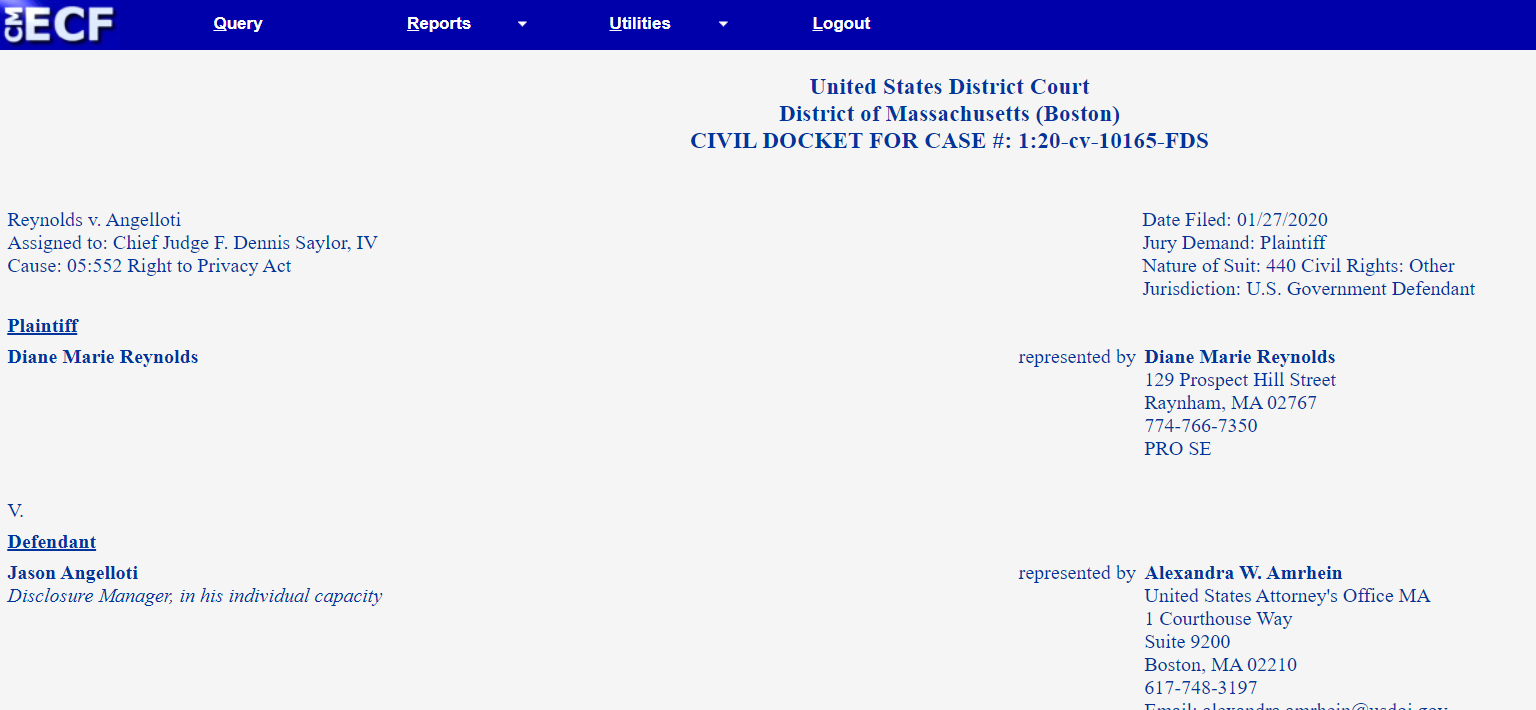 CM ECF Query Reports Utilities Logout
United States District Court
District of Massachusetts (Boston)
CIVIL DOCKET FOR CASE #: 1:20-cv-10165-FDS
Reynolds v. Angelloti
Assigned to: Chief Judge F. Dennis Saylor, IV
Cause: 05:552 Right to Privacy Act
Date Filed: 01/27/2020
Jury Demand: Plaintiff
Nature of Suit: 440 Civil Rights: Other
Jurisdiction: U.S. Government Defendant
Plaintiff
Diane Marie Reynolds
represented by Diane Marie Reynolds
129 Prospect Hill Street
Raynham, MA 02767
774-766-7350
PRO SE
V.
Defendant
Jason Angelloti
Disclosure Manager, in his individual capacity
represented by Alexandra W. Amrhein
United States Attorney's Office MA
1 Courthouse Way
Suite 9200
Boston, MA 02210
617-748-3197
Email: alexandra.amrhein@usdoj.gov